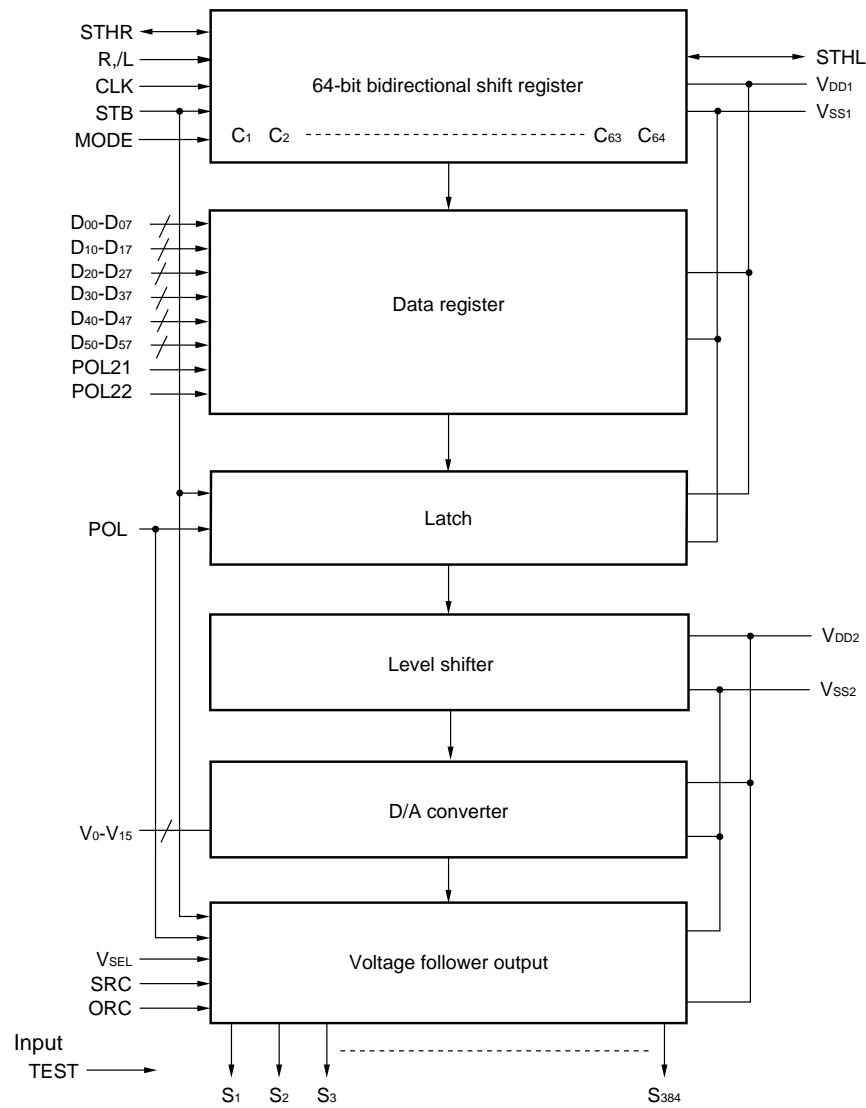 STHR
R,/L
CLK
STB
MODE
64-bit bidirectional shift register
C1 C2 C63 C64
STHL
VDD1
VSS1
D00-D07
D10-D17
D20-D27
D30-D37
D40-D47
D50-D57
POL21
POL22
Data register
POL
Latch
Level shifter
VDD2
VSS2
V0-V15
D/A converter
VSEL
SRC
ORC
Voltage follower output
Input
TEST
S1 S2 S3 S384